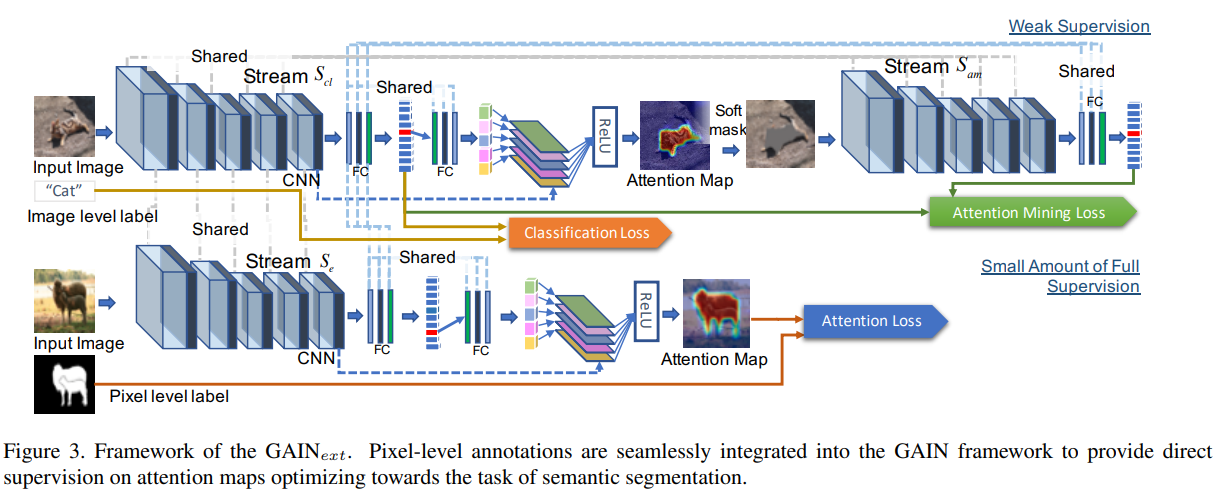 Weak Supervision
Shared
Stream S_cl
Shared
Stream S_am
Shared
FC
Soft
mask
ReLU
Input Image
FC
FC
Attention Map
CNN
"Cat"
Image level label
Attention Mining Loss
Classification Loss
Shared
Stream S_e
Shared
Small Amount of Full
Supervision
ReLU
Attention Loss
Input Image
FC
FC
Attention Map
CNN
Pixel level label
Figure 3. Framework of the GAIN_ext. Pixel-level annotations are seamlessly integrated into the GAIN framework to provide direct
supervision on attention maps optimizing towards the task of semantic segmentation.